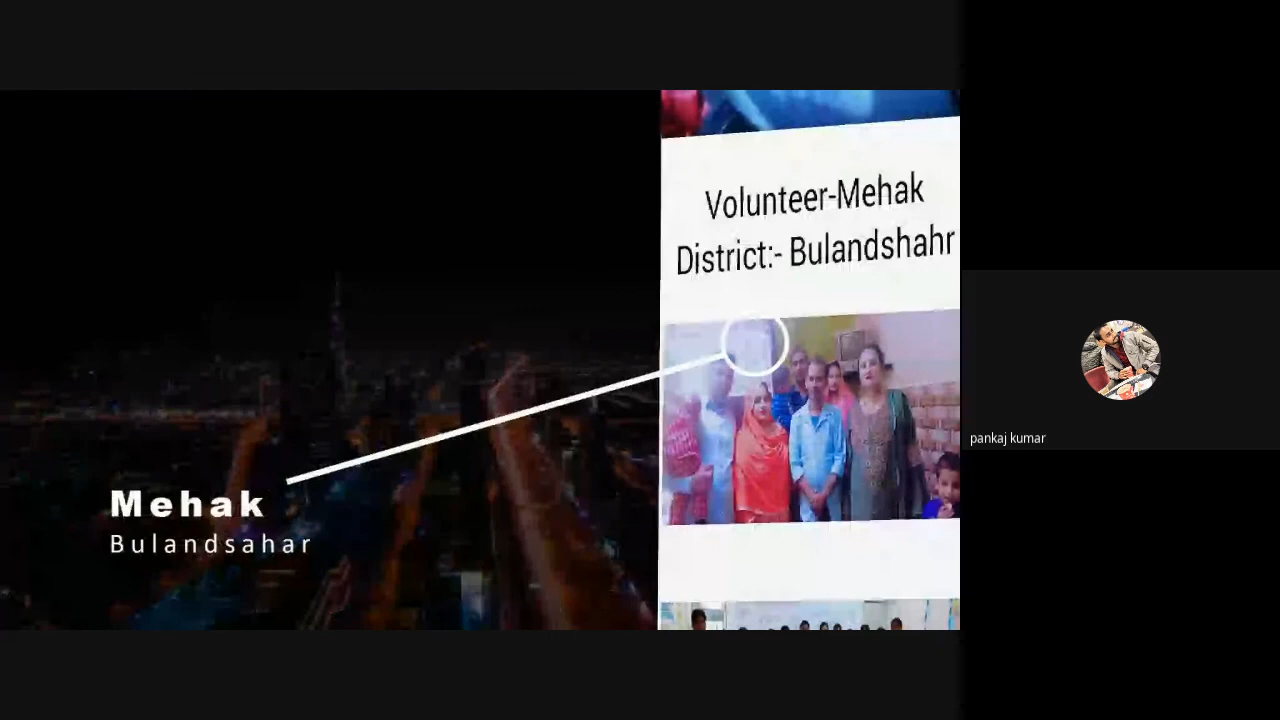 Volunteer-Mehak
District:- Bulandshahr
Mehak
Bulandsahar
pankaj kumar